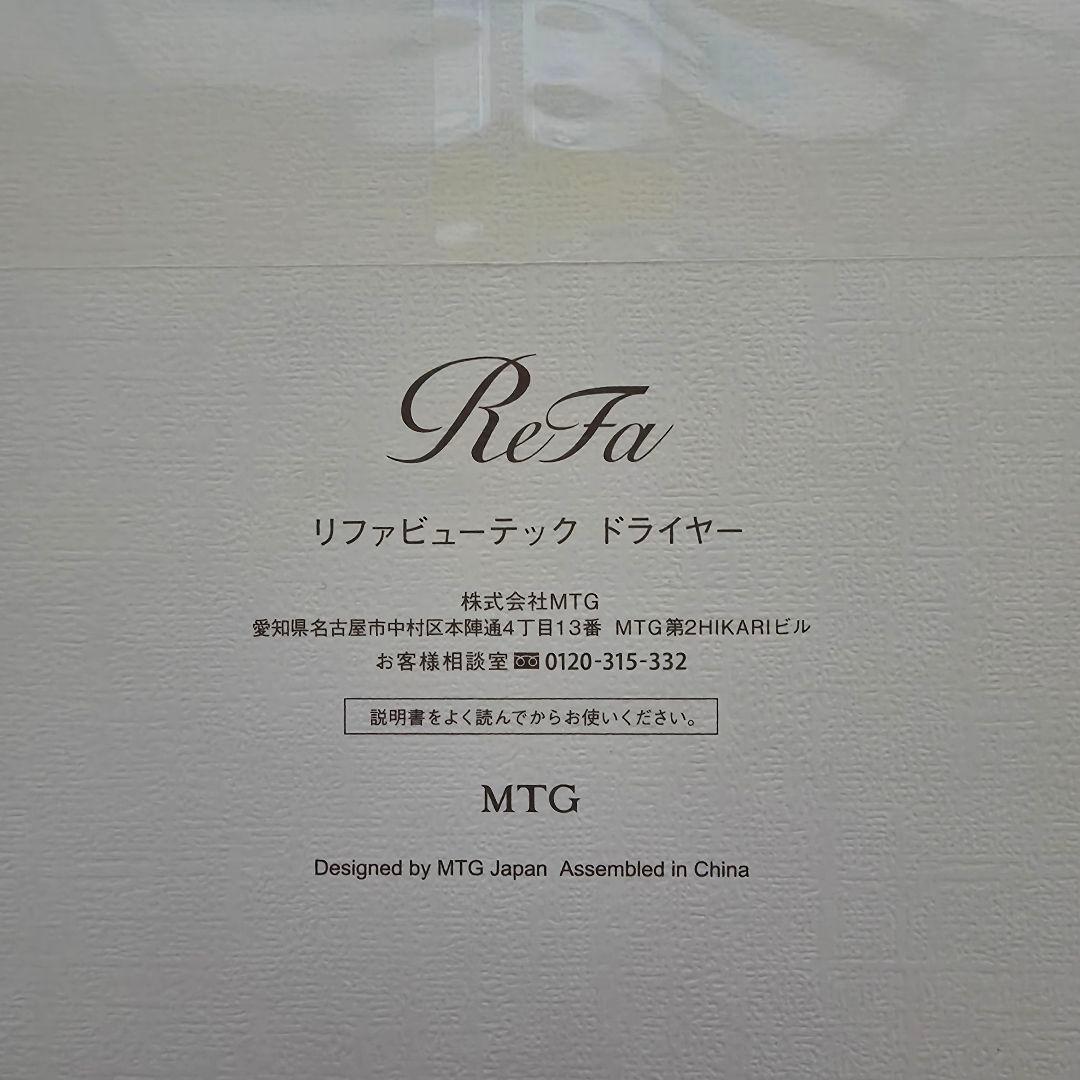 ReFa
リファビューテック ドライヤー
株式会社MTG
愛知県名古屋市中村区本陣通4丁目13番 MTG第2HIKARIビル
お客様相談室 0120-315-332
説明書をよく読んでからお使いください。
MTG
Designed by MTG Japan Assembled in China